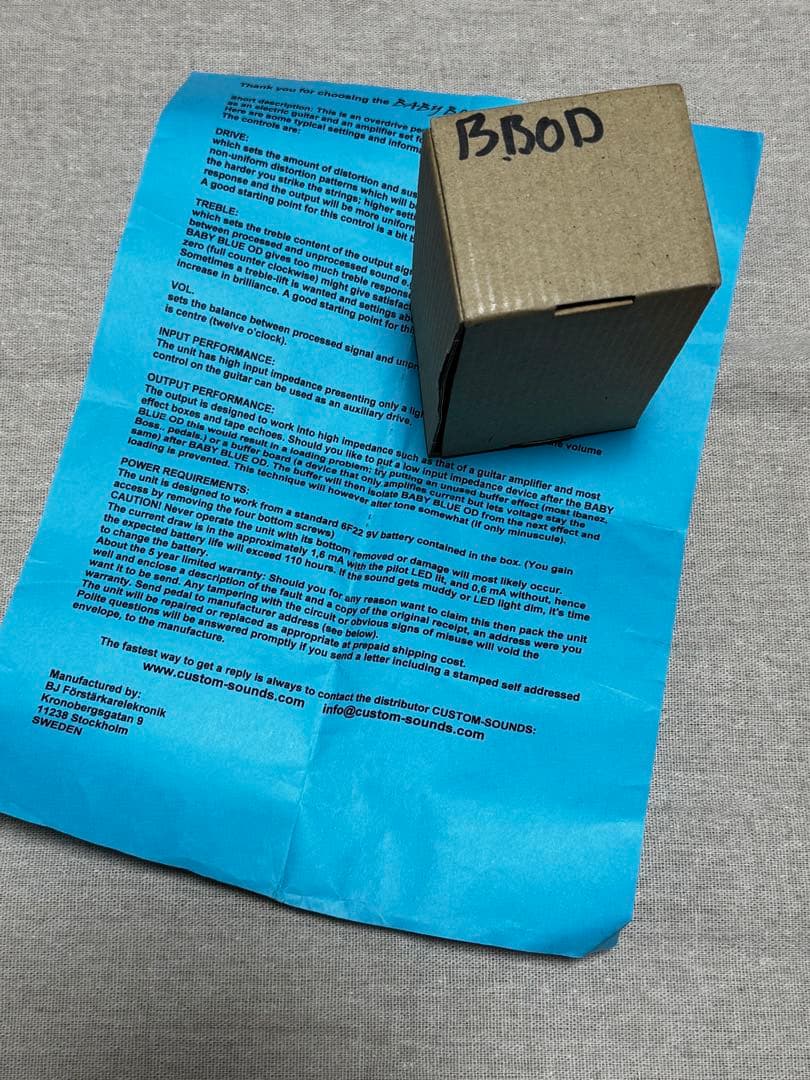 BBOD
Thank you for choosing the BABY
Short description: This is an overdrive
as an electric guitar and an amplifier set
Here are some typical settings and
The controls are:
DRIVE:
which sets the amount of distortion and
non-uniform distortion patterns which will
the harder you strike the strings; higher
response and the output will be more
A good starting point for this control is a bit
TREBLE:
which sets the treble content of the output
between processed and unprocessed sound
BABY BLUE OD gives too much treble
zero (full counter clockwise) might give
Sometimes a treble-lift is wanted and settings
increase in brilliance. A good starting point for
VOL.
sets the balance between processed signal and
is centre (twelve o'clock).
INPUT PERFORMANCE:
The unit has high input impedance presenting only a
control on the guitar can be used as an auxiliary drive. volume
OUTPUT PERFORMANCE:
The output is designed to work into high impedance such as that of a guitar amplifier and most
effect boxes and tape echoes. Should you like to put a low input impedance device after the BABY
BLUE OD this would result in a loading problem; try putting an unused buffer effect (most Ibanez,
Boss.. pedals.) or a buffer board (a device that only amplifies current but lets voltage stay the
same) after BABY BLUE OD. The buffer will then isolate BABY BLUE OD from the next effect and
loading is prevented. This technique will however alter tone somewhat (if only minuscule).
POWER REQUIREMENTS:
The unit is designed to work from a standard 6F22 9V battery contained in the box. (You gain
access by removing the four bottom screws)
CAUTION! Never operate the unit with its bottom removed or damage will most likely occur.
The current draw is in the approximately 1,6 mA with the pilot LED lit, and 0,6 mA without, hence
the expected battery life will exceed 110 hours. If the sound gets muddy or LED light dim, it's time
to change the battery.
About the 5 year limited warranty: Should you for any reason want to claim this then pack the unit
well and enclose a description of the fault and a copy of the original receipt, an address were you
want it to be send. Any tampering with the circuit or obvious signs of misuse will void the
warranty. Send pedal to manufacturer address (see below).
The unit will be repaired or replaced as appropriate at prepaid shipping cost.
Polite questions will be answered promptly if you send a letter including a stamped self addressed
envelope, to the manufacture.
The fastest way to get a reply is always to contact the distributor CUSTOM-SOUNDS:
www.custom-sounds.com info@custom-sounds.com
Manufactured by:
BJ Förstärkarelekronik
Kronobergsgatan 9
11238 Stockholm
SWEDEN